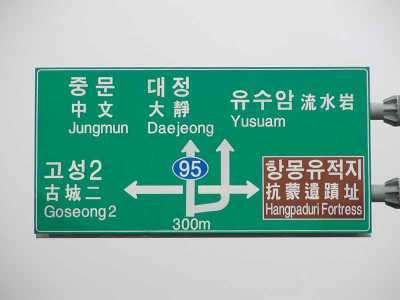 중문
中文
Jungmun
대정
大靜
Daejeong
유수암 流水岩
Yusuam
고성2
古城二
Goseong2
95
항몽유적지
抗蒙遺蹟址
Hangpaduri Fortress
300m